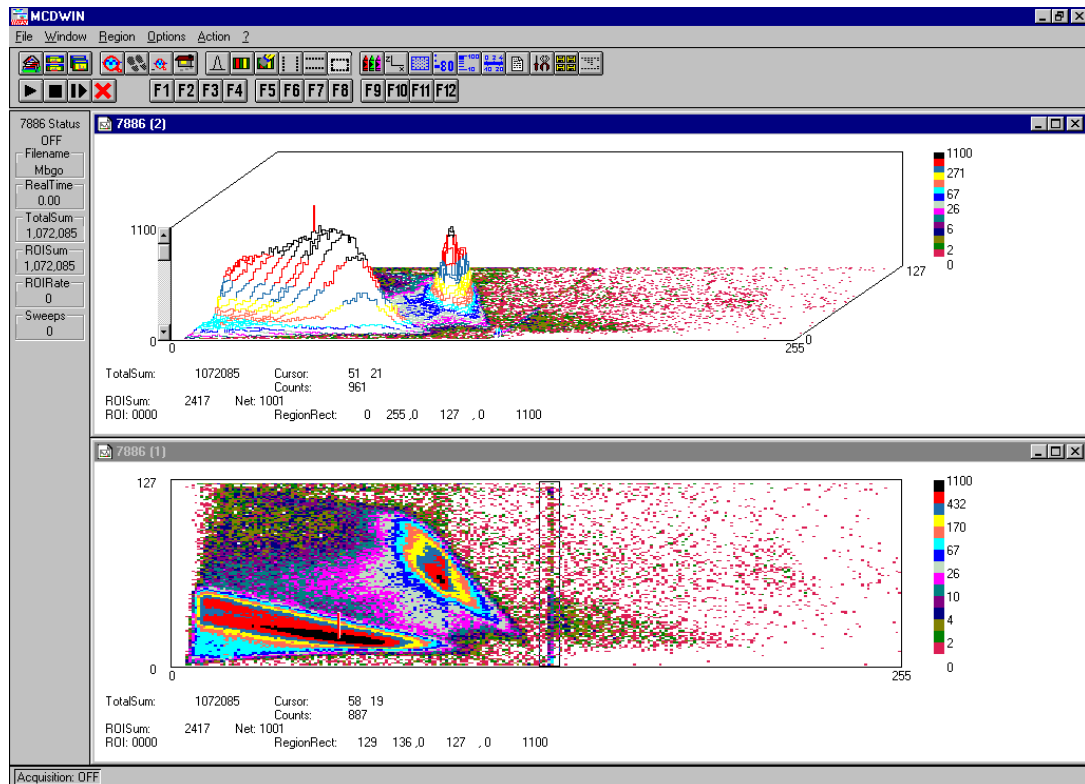 MCDWIN
File Window Region Options Action ?
-80
F1 F2 F3 F4 F5 F6 F7 F8 F9 F10 F11 F12
7886 Status
OFF
Filename
Mbgo
RealTime
0.00
TotalSum
1,072,085
ROISum
1,072,085
ROIRate
0
Sweeps
0
7886 (2)
1100
0
0
255
0
127
1100
271
67
26
6
2
0
TotalSum: 1072085 Cursor: 51 21
Counts: 961
ROISum: 2417 Net: 1001
ROI: 0000 RegionRect: 0 255 ,0 127 ,0 1100
7886 (1)
127
0
0
255
1100
432
170
67
26
10
4
2
0
TotalSum: 1072085 Cursor: 58 19
Counts: 887
ROISum: 2417 Net: 1001
ROI: 0000 RegionRect: 129 136 ,0 127 ,0 1100
Acquisition: OFF